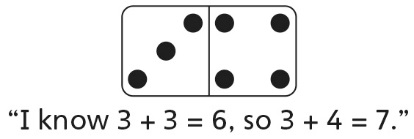 “I know 3 + 3 = 6, so 3 + 4 = 7.”